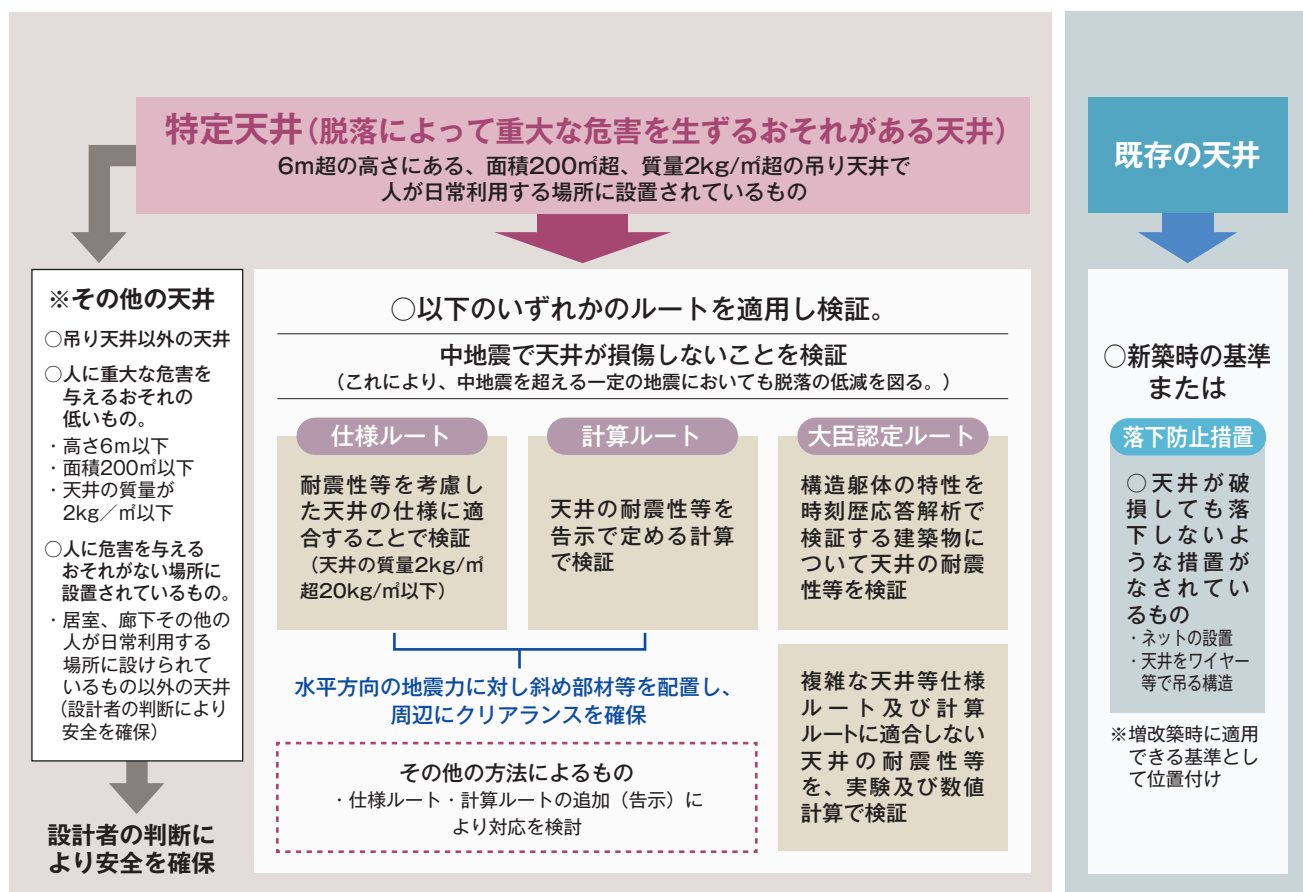 特定天井(脱落によって重大な危害を生ずるおそれがある天井)
6m超の高さにある、面積200㎡超、質量2kg/㎡超の吊り天井で
人が日常利用する場所に設置されているもの
※その他の天井
○吊り天井以外の天井
○人に重大な危害を
与えるおそれの
低いもの。
・高さ6m以下
・面積200㎡以下
・天井の質量が
2kg/㎡以下
○人に危害を与える
おそれがない場所に
設置されているもの。
・居室、廊下その他の
人が日常利用する
場所に設けられて
いるもの以外の天井
(設計者の判断により
安全を確保)
設計者の判断に
より安全を確保
○以下のいずれかのルートを適用し検証。
中地震で天井が損傷しないことを検証
(これにより、中地震を超える一定の地震においても脱落の低減を図る。)
仕様ルート
耐震性等を考慮し
た天井の仕様に適
合することで検証
(天井の質量2kg/㎡
超20kg/㎡以下)
計算ルート
天井の耐震性等を
告示で定める計算
で検証
水平方向の地震力に対し斜め部材等を配置し、
周辺にクリアランスを確保
その他の方法によるもの
・仕様ルート・計算ルートの追加(告示)に
より対応を検討
大臣認定ルート
構造躯体の特性を
時刻歴応答解析で
検証する建築物に
ついて天井の耐震
性等を検証
複雑な天井等仕様
ルート及び計算
ルートに適合しない
天井の耐震性等
を、実験及び数値
計算で検証
既存の天井
○新築時の基準
または
落下防止措置
○天井が破
損しても落
下しないよ
うな措置が
なされてい
るもの
・ネットの設置
・天井をワイヤー
等で吊る構造
※増改築時に適用
できる基準とし
て位置付け